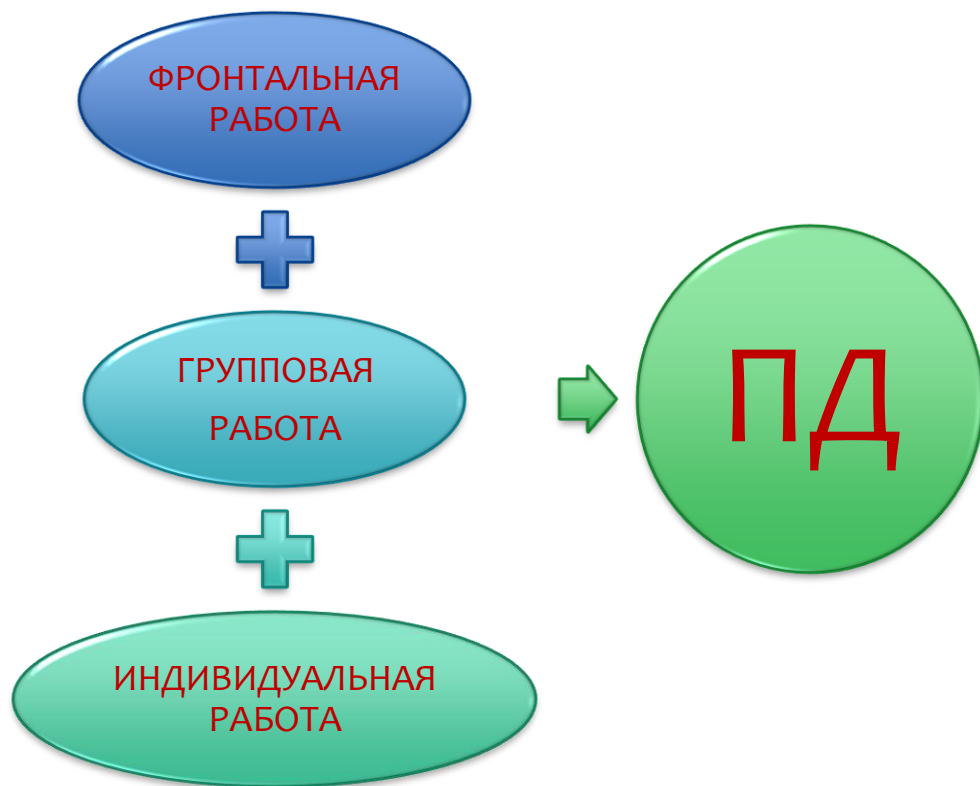 ФРОНТАЛЬНАЯ
РАБОТА
ГРУППОВАЯ
РАБОТА
ИНДИВИДУАЛЬНАЯ
РАБОТА
ПД